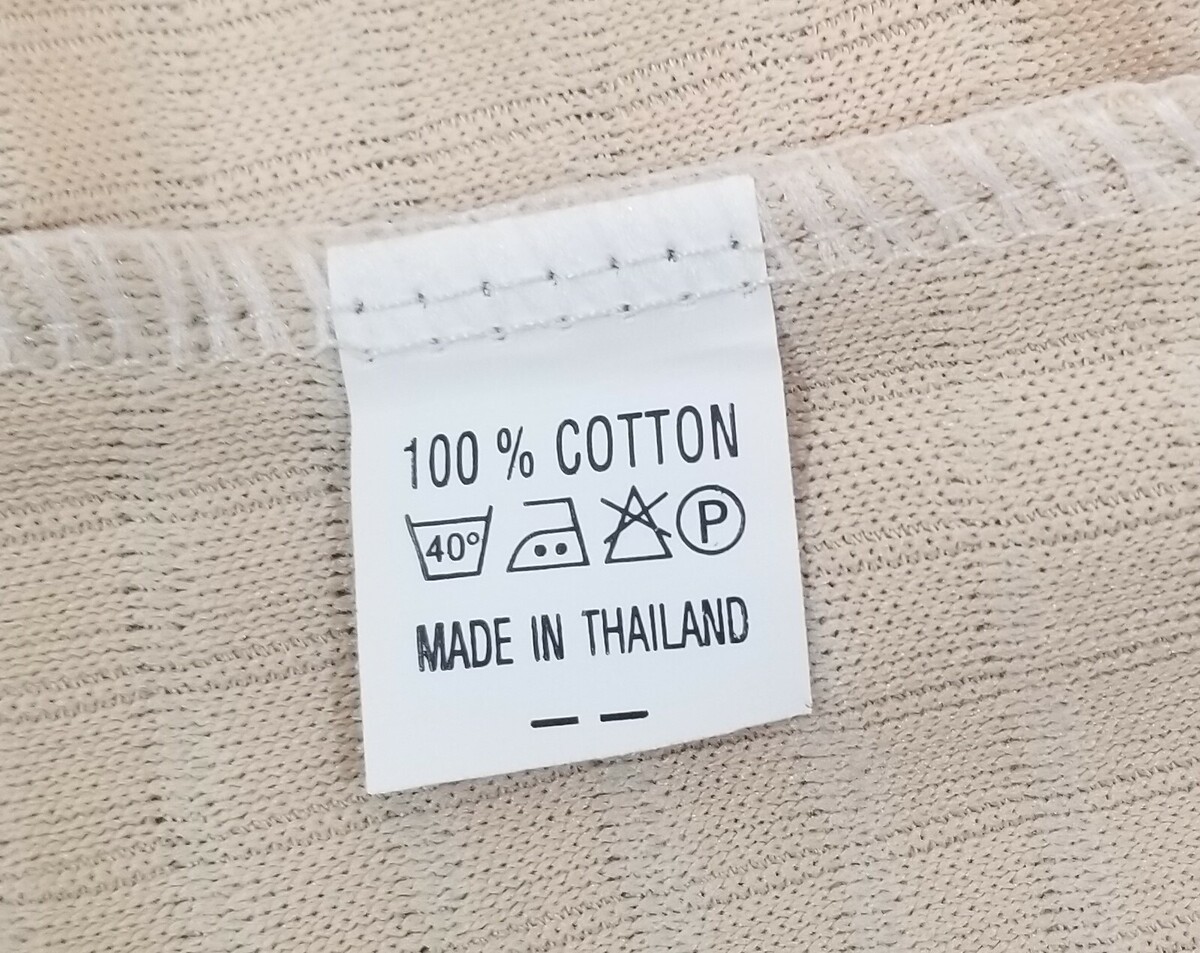 100 % COTTON
40° P
MADE IN THAILAND
— —